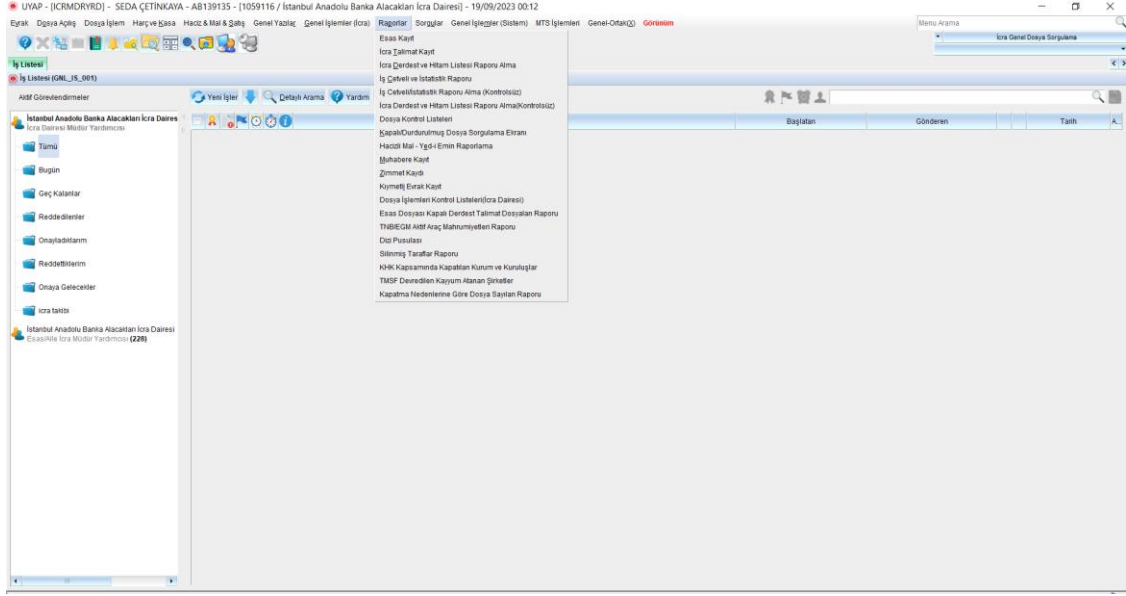 UYAP - [ICRMDRYRD] - SEDA ÇETİNKAYA - AB139135 - [1059116 / İstanbul Anadolu Banka Alacakları İcra Dairesi] - 19/09/2023 00:12
Evrak Dosya Açılış Dosya İşlem Harç ve Kasa Haciz & Mal & Satış Genel Yazılar Genel İşlemler (İcra) Raporlar Sorgular Genel İşlemler (Sistem) MTS İşlemleri Genel-Ortak(X) Görünüm
Menu Arama
İcra Genel Dosya Sorgulama
İş Listesi
İş Listesi (GNL_IS_001)
Aktif Görevlendirmeler
Yeni İşler Detaylı Arama Yardım
Başlatan Gönderen Tarih A...
İstanbul Anadolu Banka Alacakları İcra Daires
İcra Dairesi Müdür Yardımcısı
Tümü
Bugün
Geç Kalanlar
Reddedilenler
Onayladıklarım
Reddettiklerim
Onaya Gelecekler
icra takibi
İstanbul Anadolu Banka Alacakları İcra Dairesi
Esas/Aile İcra Müdür Yardımcısı (228)
Esas Kayıt
İcra Talimat Kayıt
İcra Derdest ve Hitam Listesi Raporu Alma
İş Cetveli ve İstatistik Raporu
İş Cetveli/İstatistik Raporu Alma (Kontrolsüz)
İcra Derdest ve Hitam Listesi Raporu Alma(Kontrolsüz)
Dosya Kontrol Listeleri
Kapalı/Durdurulmuş Dosya Sorgulama Ekranı
Hacizli Mal - Yed-i Emin Raporlama
Muhabere Kayıt
Zimmet Kaydı
Kıymetli Evrak Kayıt
Dosya İşlemleri Kontrol Listeleri(İcra Dairesi)
Esas Dosyası Kapalı Derdest Talimat Dosyaları Raporu
TNB/EGM Aktif Araç Mahrumiyetleri Raporu
Dizi Pusulası
Silinmiş Taraflar Raporu
KHK Kapsamında Kapatılan Kurum ve Kuruluşlar
TMSF Devredilen Kayyum Atanan Şirketler
Kapatma Nedenlerine Göre Dosya Sayıları Raporu